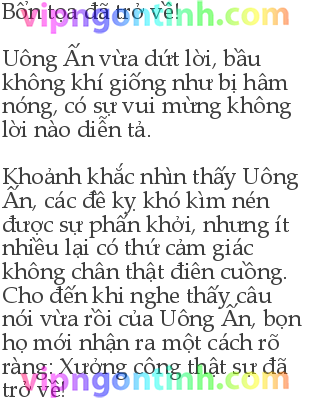 Bổn tọa đã trở về!
vipngontinh.com
Uông Ấn vừa dứt lời, bầu
không khí giống như bị hâm
nóng, có sự vui mừng không
lời nào diễn tả.
Khoảnh khắc nhìn thấy Uông
Ấn, các đề kỵ khó kìm nén
được sự phấn khởi, nhưng ít
nhiều lại có thứ cảm giác
không chân thật điên cuồng.
Cho đến khi nghe thấy câu
nói vừa rồi của Uông Ấn, bọn
họ mới nhận ra một cách rõ
ràng: Xưởng công thật sự đã
trở về!
vipngontinh.com